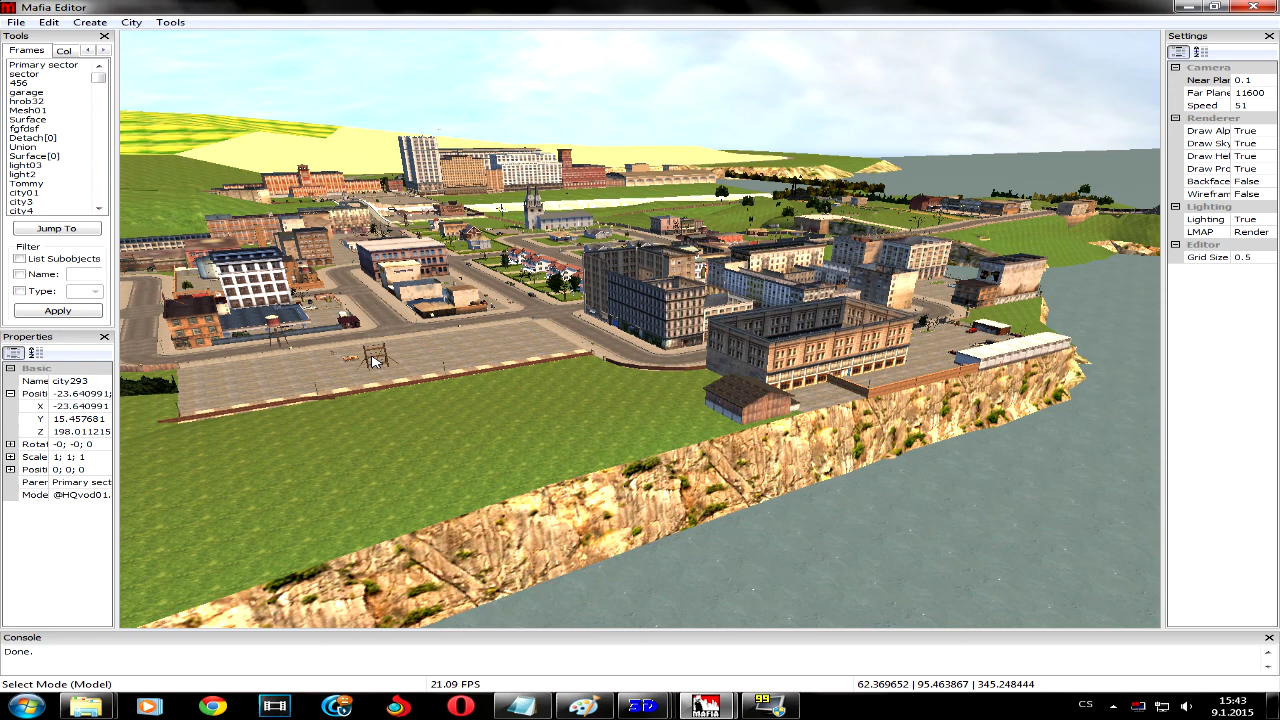 Mafia Editor
File Edit Create City Tools
Tools
Frames Col
Primary sector
sector
456
garage
hrob32
Mesh01
Surface
fgfdsf
Detach[0]
Union
Surface[0]
light03
light2
Tommy
city01
city3
city4
Jump To
Filter
List Subobjects
Name:
Type:
Apply
Properties
Basic
Name city293
Positi -23.640991;
X -23.640991
Y 15.457681
Z 198.011215
Rotat -0; -0; 0
Scale 1; 1; 1
Positi 0; 0; 0
Parer Primary sect
Mode @HQvod01.
Settings
Camera
Near Plar 0.1
Far Plane 11600
Speed 51
Renderer
Draw Alp True
Draw Sky True
Draw Hel True
Draw Pro True
Backface False
Wirefram False
Lighting
Lighting True
LMAP Render
Editor
Grid Size 0.5
Console
Done.
Select Mode (Model) 21.09 FPS 62.369652 | 95.463867 | 345.248444
3D MAFIA 99 CS 15:43
9.1.2015